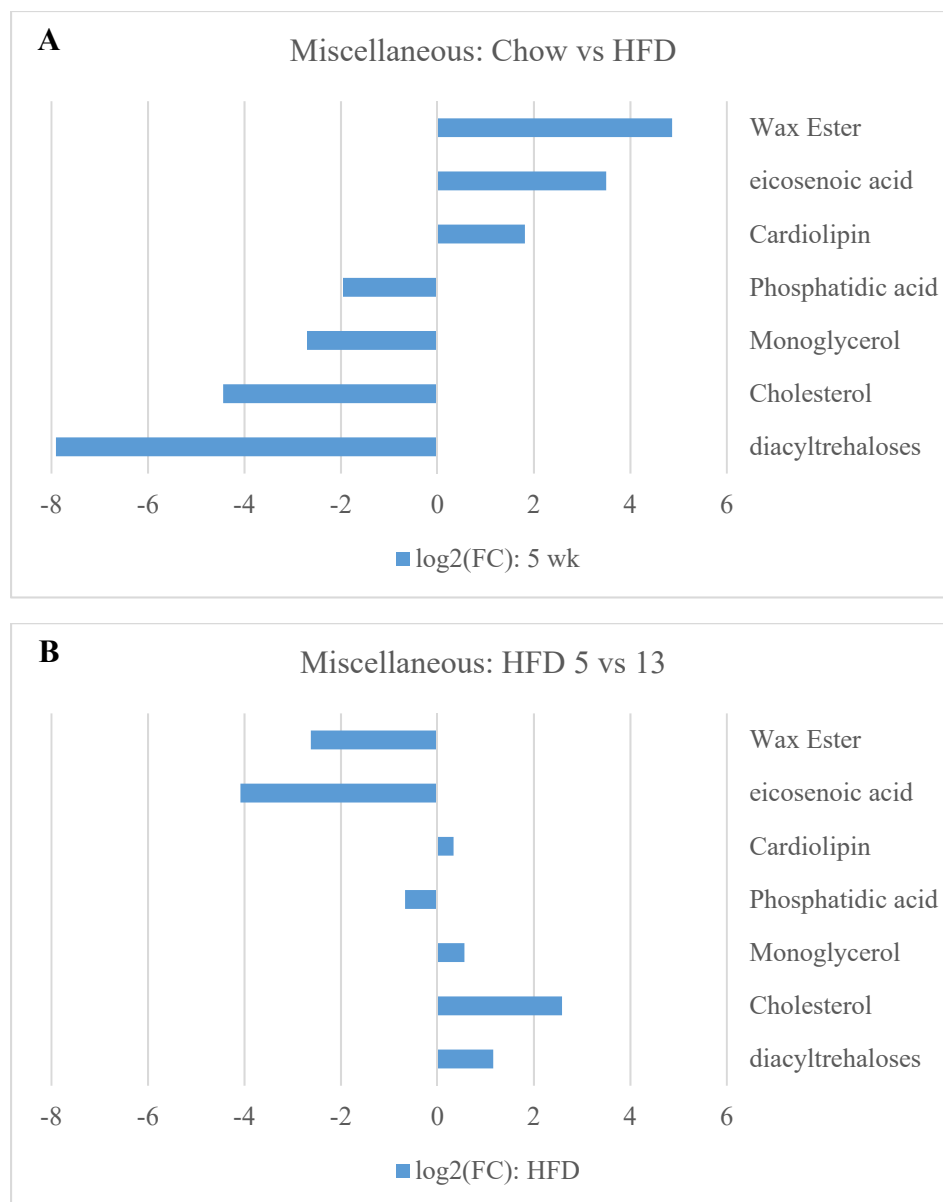 A
Miscellaneous: Chow vs HFD
Wax Ester
eicosenoic acid
Cardiolipin
Phosphatidic acid
Monoglycerol
Cholesterol
diacyltrehaloses
-8 -6 -4 -2 0 2 4 6
log2(FC): 5 wk
B
Miscellaneous: HFD 5 vs 13
Wax Ester
eicosenoic acid
Cardiolipin
Phosphatidic acid
Monoglycerol
Cholesterol
diacyltrehaloses
-8 -6 -4 -2 0 2 4 6
log2(FC): HFD